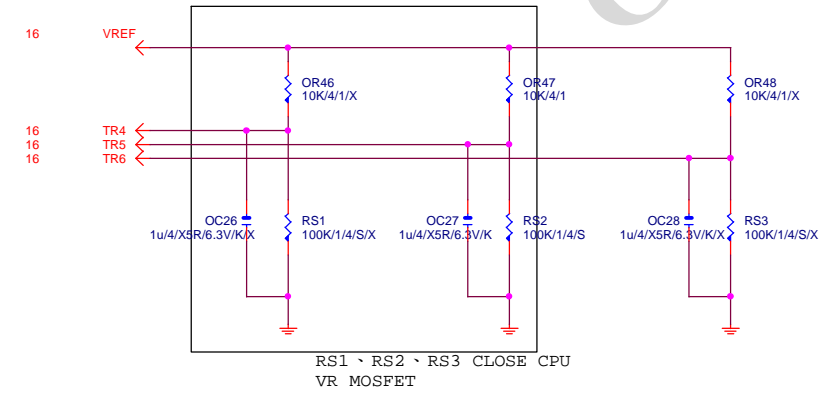 16 VREF
OR46
10K/4/1/X
OR47
10K/4/1
OR48
10K/4/1/X
16 TR4
16 TR5
16 TR6
OC26
1u/4/X5R/6.3V/K/X
RS1
100K/1/4/S/X
OC27
1u/4/X5R/6.3V/K
RS2
100K/1/4/S
OC28
1u/4/X5R/6.3V/K/X
RS3
100K/1/4/S/X
RS1、RS2、RS3 CLOSE CPU
VR MOSFET